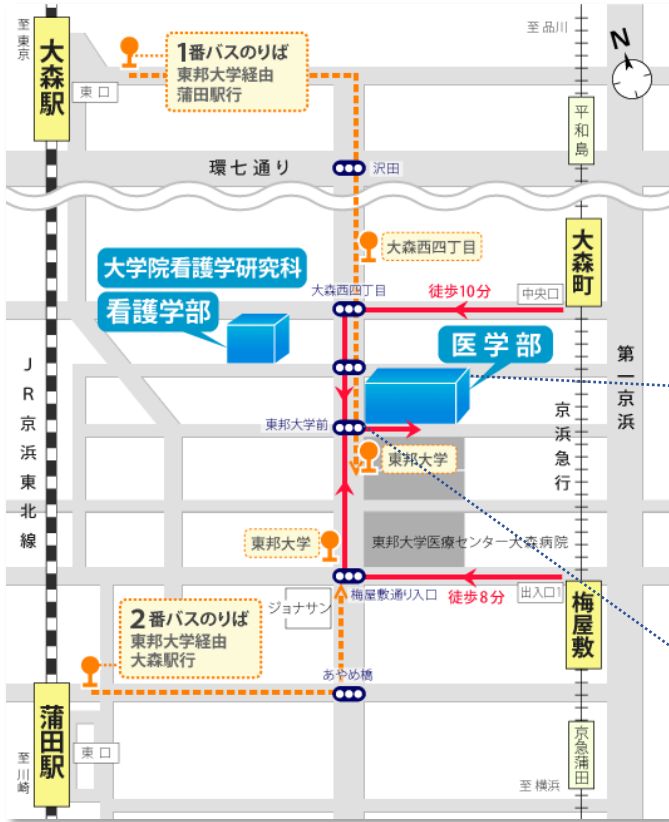 至東京
大森駅
東口
1番バスのりば
東邦大学経由
蒲田駅行
至品川
N
平和島
環七通り
沢田
大森西四丁目
大森町
大学院看護学研究科
看護学部
大森西四丁目
徒歩10分
中央口
医学部
第一京浜
JR京浜東北線
京浜急行
東邦大学前
東邦大学
東邦大学
東邦大学医療センター大森病院
ジョナサン
梅屋敷通り入口
徒歩8分
出入口1
梅屋敷
2番バスのりば
東邦大学経由
大森駅行
あやめ橋
蒲田駅
東口
至川崎
京急蒲田
至横浜